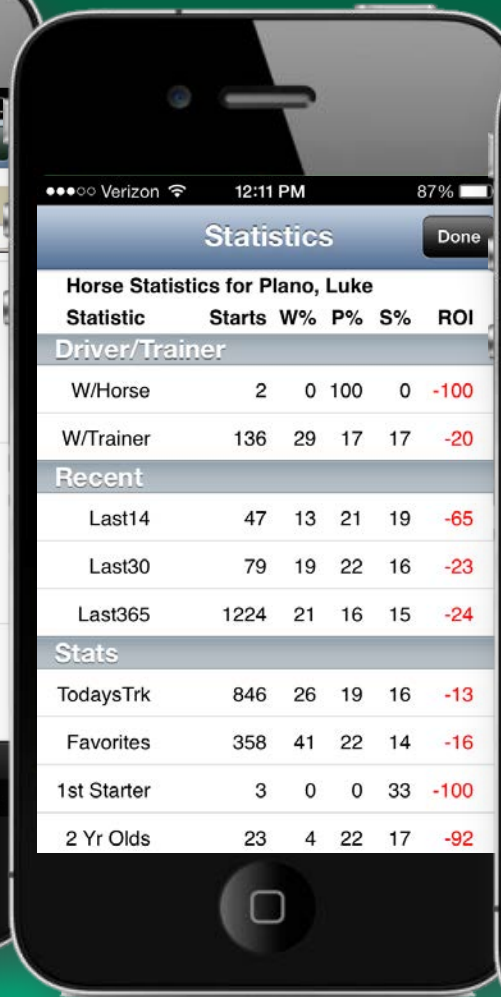 Verizon 12:11 PM 87%
Statistics Done
Horse Statistics for Plano, Luke
Statistic Starts W% P% S% ROI
Driver/Trainer
W/Horse 2 0 100 0 -100
W/Trainer 136 29 17 17 -20
Recent
Last14 47 13 21 19 -65
Last30 79 19 22 16 -23
Last365 1224 21 16 15 -24
Stats
TodaysTrk 846 26 19 16 -13
Favorites 358 41 22 14 -16
1st Starter 3 0 0 33 -100
2 Yr Olds 23 4 22 17 -92